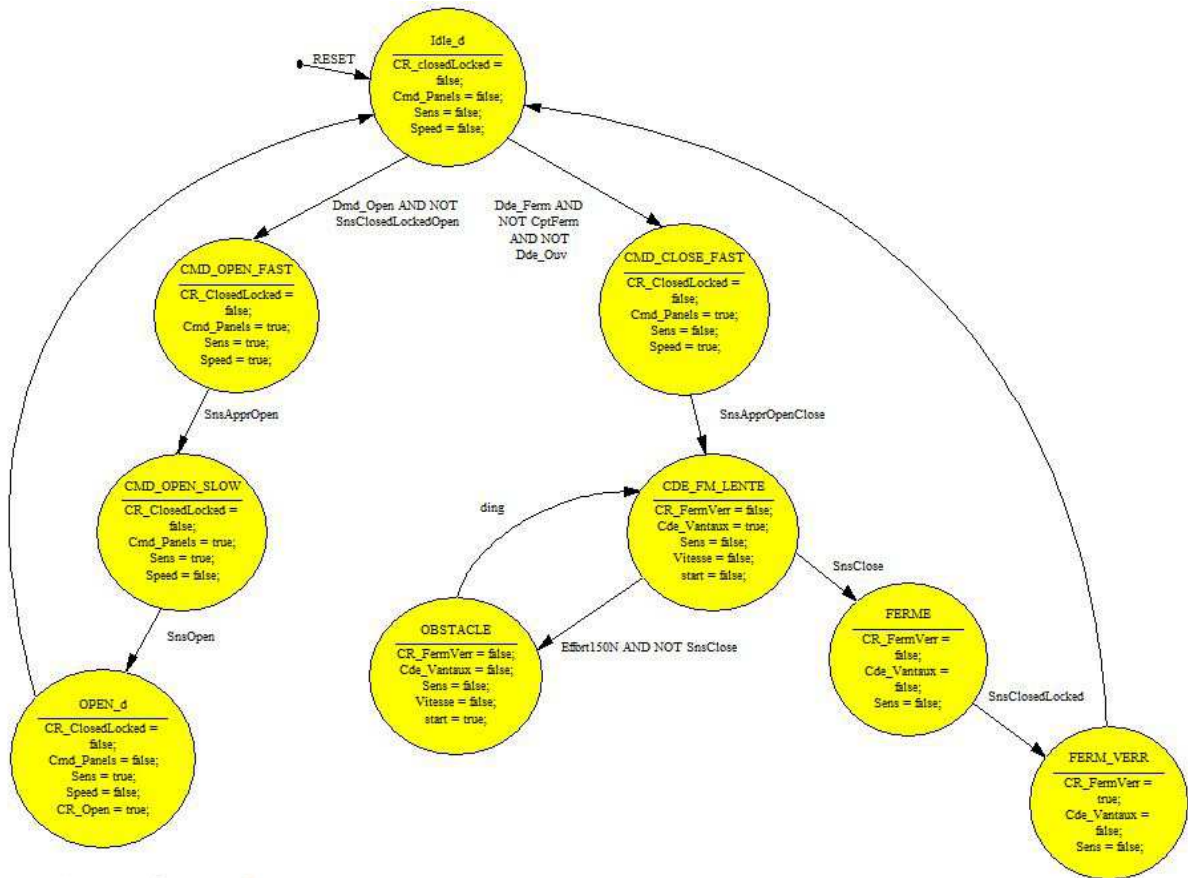 Idle_d
CR_closedLocked =
false;
Cmd_Panels = false;
Sens = false;
Speed = false;
RESET
Dmd_Open AND NOT
SnsClosedLockedOpen
Dde_Ferm AND
NOT CptFerm
AND NOT
Dde_Ouv
CMD_OPEN_FAST
CR_ClosedLocked =
false;
Cmd_Panels = true;
Sens = true;
Speed = true;
CMD_CLOSE_FAST
CR_ClosedLocked =
false;
Cmd_Panels = true;
Sens = false;
Speed = true;
SnsApprOpen
SnsApprOpenClose
CMD_OPEN_SLOW
CR_ClosedLocked =
false;
Cmd_Panels = true;
Sens = true;
Speed = false;
ding
CDE_FM_LENTE
CR_FermVerr = false;
Cde_Vantaux = true;
Sens = false;
Vitesse = false;
start = false;
SnsClose
SnsOpen
OBSTACLE
CR_FermVerr = false;
Cde_Vantaux = false;
Sens = false;
Vitesse = false;
start = true;
Effort150N AND NOT SnsClose
FERME
CR_FermVerr =
false;
Cde_Vantaux =
false;
Sens = false;
SnsClosedLocked
OPEN_d
CR_ClosedLocked =
false;
Cmd_Panels = false;
Sens = true;
Speed = false;
CR_Open = true;
FERM_VERR
CR_FermVerr =
true;
Cde_Vantaux =
false;
Sens = false;